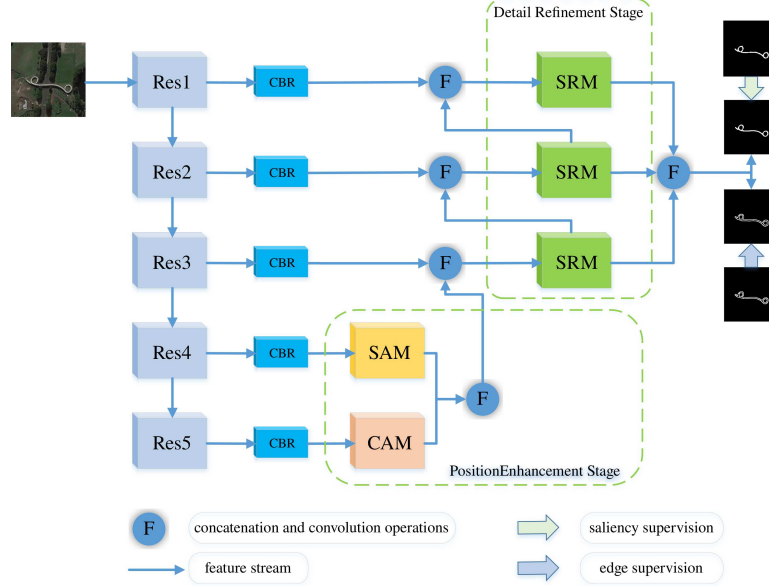 Detail Refinement Stage
Res1
CBR
F
SRM
Res2
CBR
F
SRM
F
Res3
CBR
F
SRM
Res4
CBR
SAM
F
Res5
CBR
CAM
PositionEnhancement Stage
F
concatenation and convolution operations
saliency supervision
feature stream
edge supervision